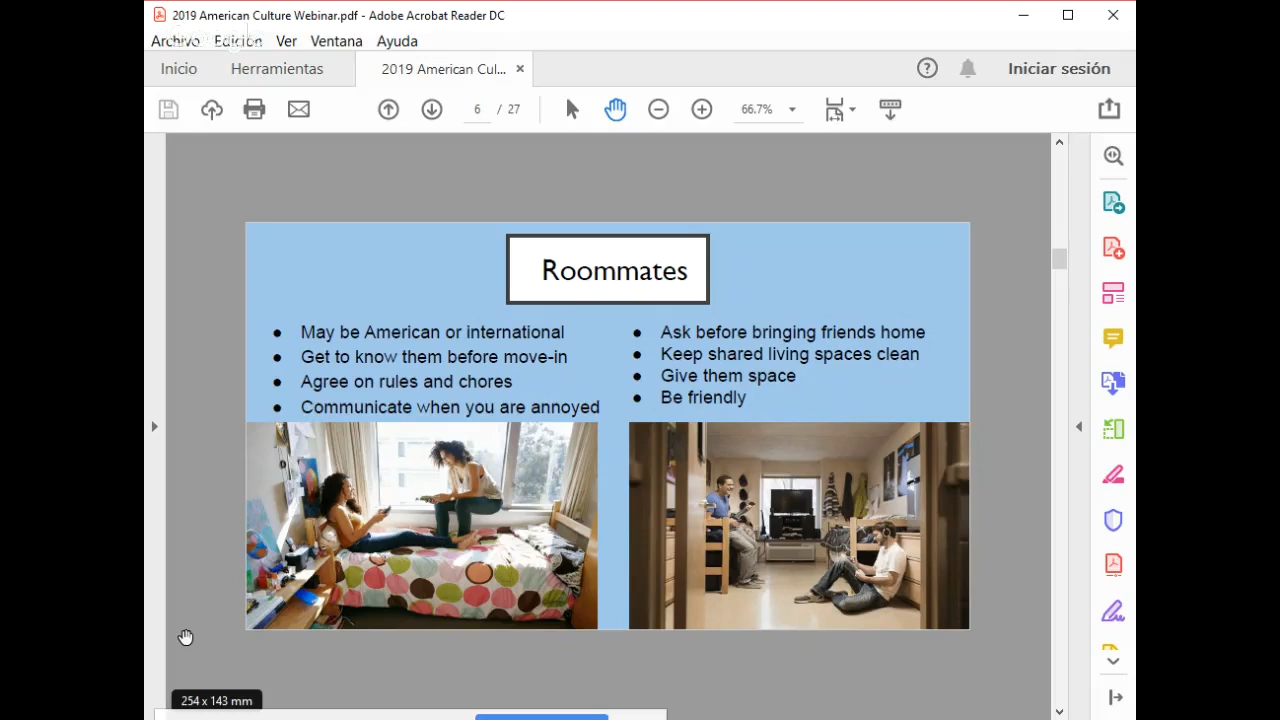 2019 American Culture Webinar.pdf - Adobe Acrobat Reader DC
Archivo Edición Ver Ventana Ayuda
Inicio Herramientas 2019 American Cul... × Iniciar sesión
6 / 27 66.7%
Roommates
● May be American or international
● Get to know them before move-in
● Agree on rules and chores
● Communicate when you are annoyed
● Ask before bringing friends home
● Keep shared living spaces clean
● Give them space
● Be friendly
254 x 143 mm